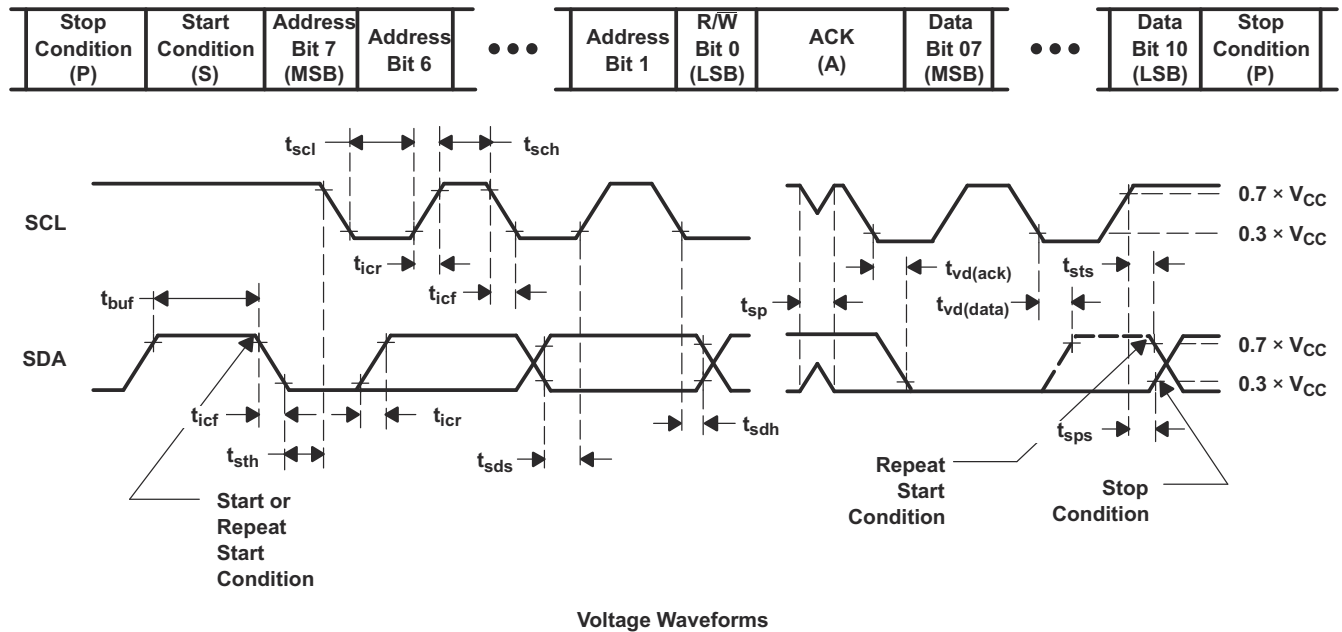 Stop Condition (P)
Start Condition (S)
Address Bit 7 (MSB)
Address Bit 6
•••
Address Bit 1
R/W̅ Bit 0 (LSB)
ACK (A)
Data Bit 07 (MSB)
•••
Data Bit 10 (LSB)
Stop Condition (P)
tscl
tsch
SCL
0.7 × VCC
0.3 × VCC
ticr
ticf
tbuf
tsp
tvd(ack)
tsts
tvd(data)
SDA
0.7 × VCC
0.3 × VCC
ticf
ticr
tsth
tsds
tsdh
tsps
Start or
Repeat
Start
Condition
Repeat
Start
Condition
Stop
Condition
Voltage Waveforms